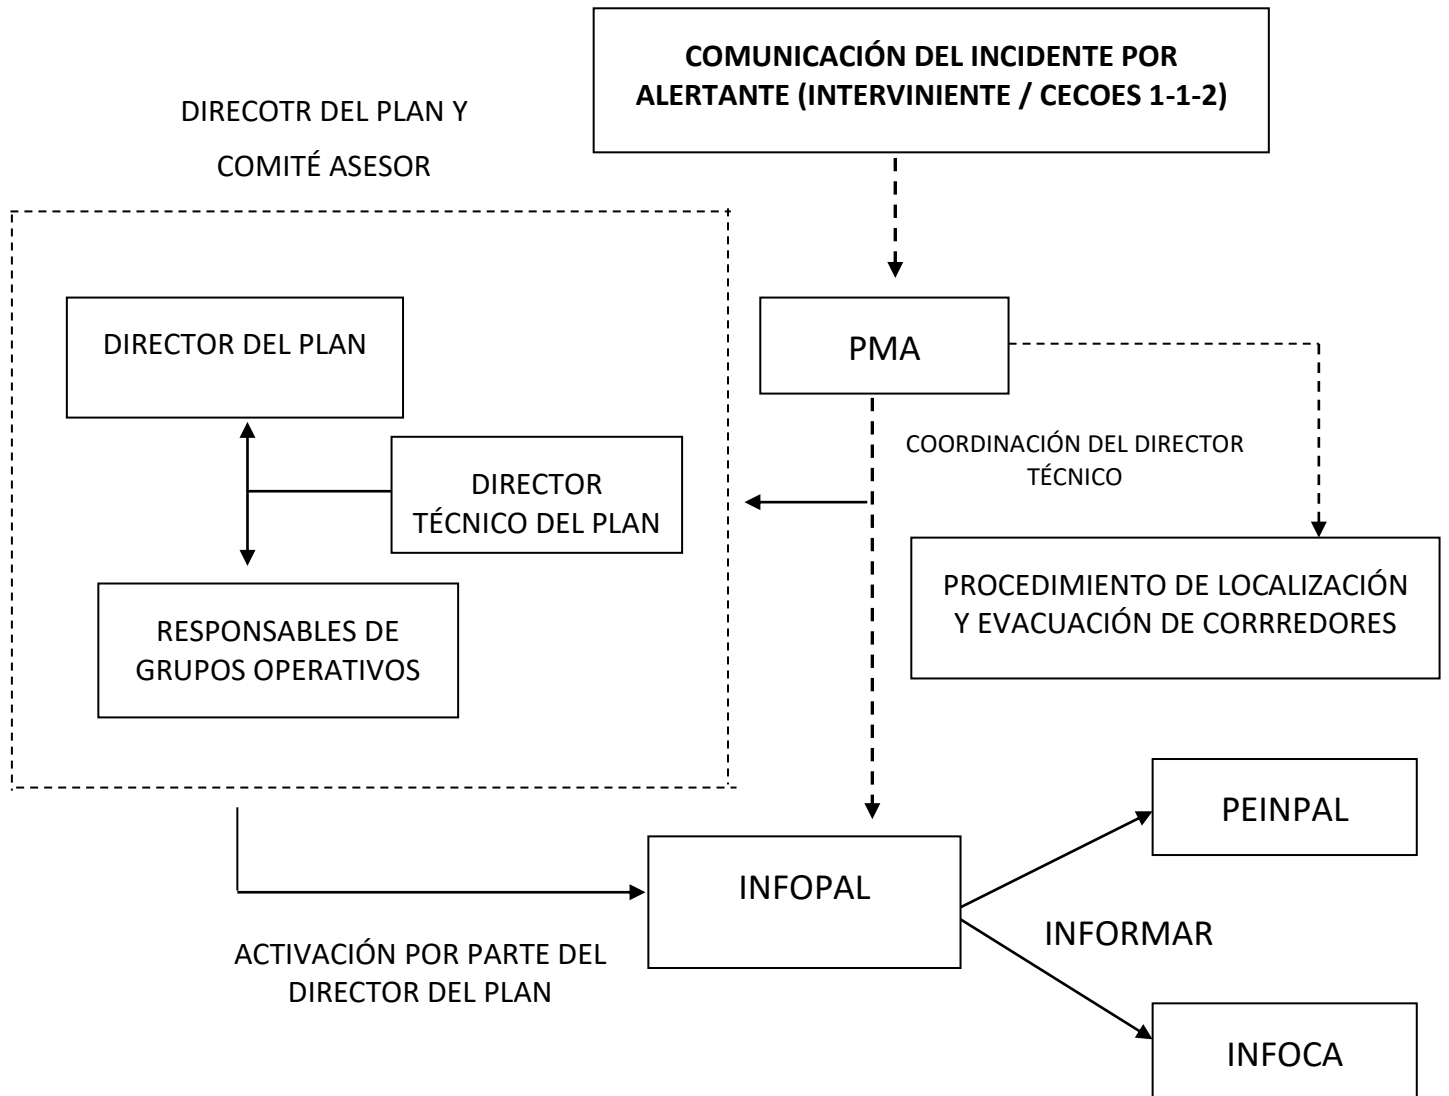 COMUNICACIÓN DEL INCIDENTE POR
ALERTANTE (INTERVINIENTE / CECOES 1-1-2)
DIRECOTR DEL PLAN Y
COMITÉ ASESOR
DIRECTOR DEL PLAN
PMA
COORDINACIÓN DEL DIRECTOR
TÉCNICO
DIRECTOR
TÉCNICO DEL PLAN
PROCEDIMIENTO DE LOCALIZACIÓN
Y EVACUACIÓN DE CORRREDORES
RESPONSABLES DE
GRUPOS OPERATIVOS
PEINPAL
INFOPAL
INFORMAR
ACTIVACIÓN POR PARTE DEL
DIRECTOR DEL PLAN
INFOCA